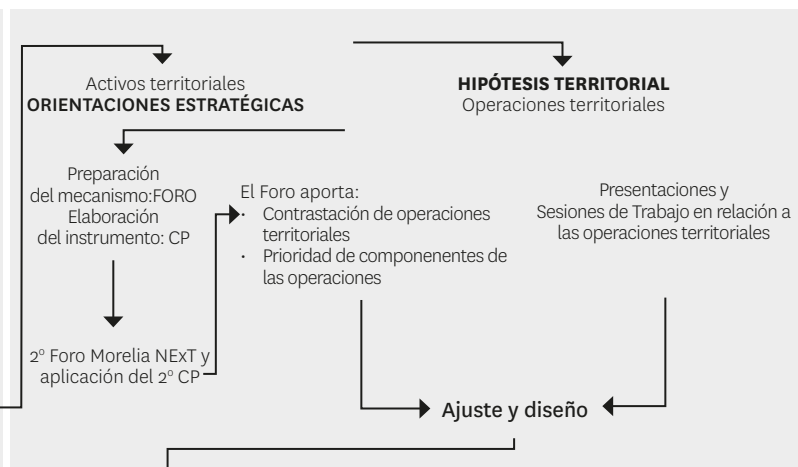 Activos territoriales
ORIENTACIONES ESTRATÉGICAS
HIPÓTESIS TERRITORIAL
Operaciones territoriales
Preparación
del mecanismo:FORO
Elaboración
del instrumento: CP
El Foro aporta:
· Contrastación de operaciones
territoriales
· Prioridad de componenentes de
las operaciones
Presentaciones y
Sesiones de Trabajo en relación a
las operaciones territoriales
2º Foro Morelia NExT y
aplicación del 2º CP
Ajuste y diseño